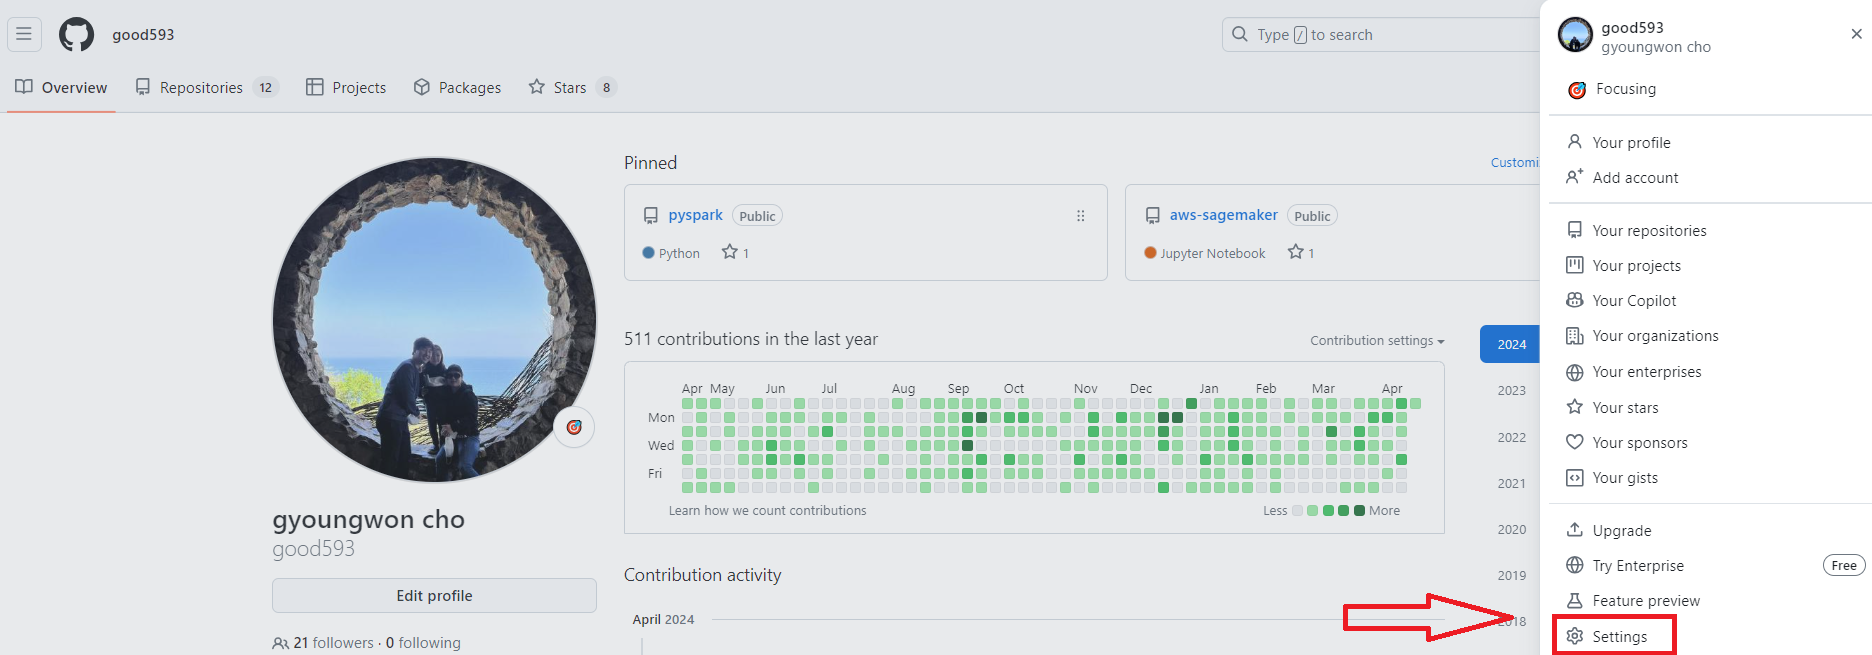 good593
Type / to search
Overview
Repositories 12
Projects
Packages
Stars 8
Pinned
Customi
pyspark Public
Python 1
aws-sagemaker Public
Jupyter Notebook 1
511 contributions in the last year
Contribution settings
Apr May Jun Jul Aug Sep Oct Nov Dec Jan Feb Mar Apr
Mon
Wed
Fri
Learn how we count contributions
Less More
2024
2023
2022
2021
2020
2019
2018
gyoungwon cho
good593
Edit profile
21 followers · 0 following
Contribution activity
April 2024
good593
gyoungwon cho
Focusing
Your profile
Add account
Your repositories
Your projects
Your Copilot
Your organizations
Your enterprises
Your stars
Your sponsors
Your gists
Upgrade
Try Enterprise Free
Feature preview
Settings